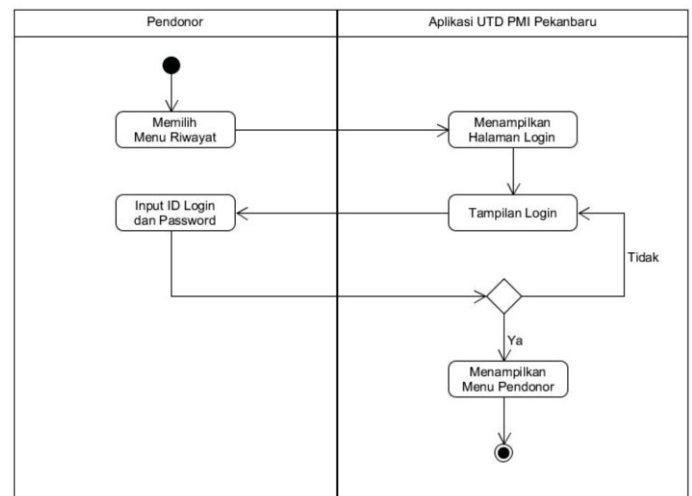 Pendonor
Aplikasi UTD PMI Pekanbaru
Memilih
Menu Riwayat
Menampilkan
Halaman Login
Input ID Login
dan Password
Tampilan Login
Tidak
Ya
Menampilkan
Menu Pendonor